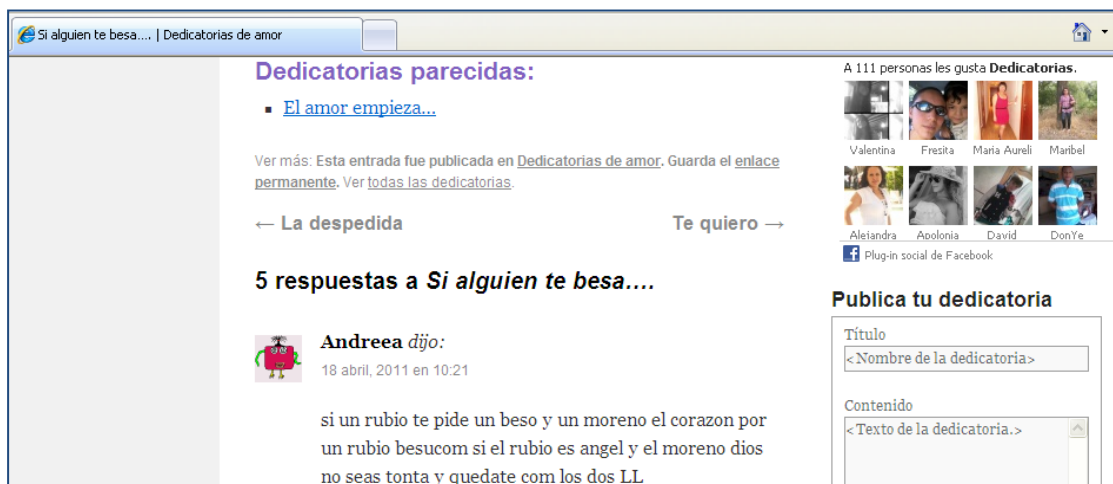 Si alguien te besa.... | Dedicatorias de amor
Dedicatorias parecidas:
El amor empieza...
Ver más: Esta entrada fue publicada en Dedicatorias de amor. Guarda el enlace
permanente. Ver todas las dedicatorias.
← La despedida
Te quiero →
5 respuestas a Si alguien te besa….
Andreea dijo:
18 abril, 2011 en 10:21
si un rubio te pide un beso y un moreno el corazon por
un rubio besucom si el rubio es angel y el moreno dios
no seas tonta y quedate com los dos LL
A 111 personas les gusta Dedicatorias.
Valentina Fresita Maria Aureli Maribel
Alejandra Apolonia David DonYe
Plug-in social de Facebook
Publica tu dedicatoria
Título
<Nombre de la dedicatoria>
Contenido
<Texto de la dedicatoria.>